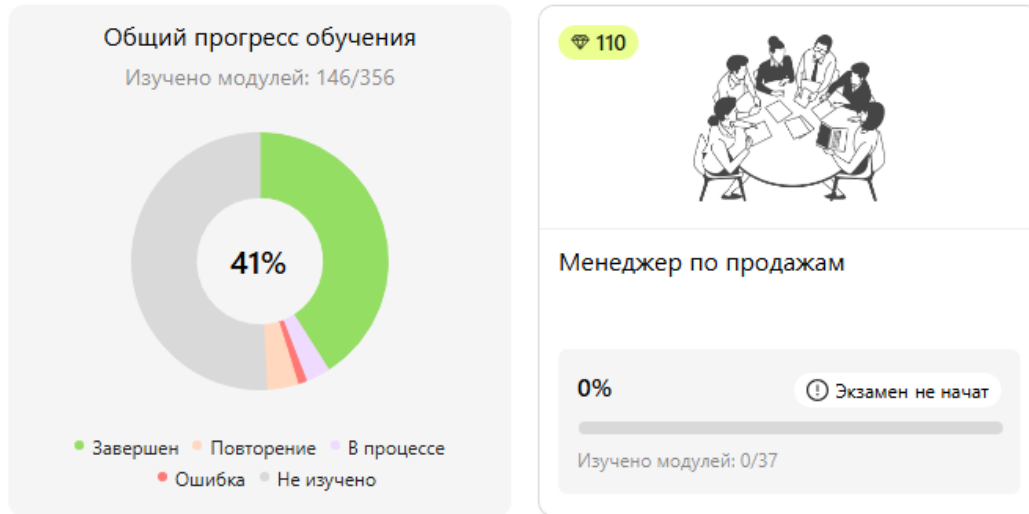 Общий прогресс обучения
Изучено модулей: 146/356
41%
Завершен Повторение В процессе
Ошибка Не изучено
110
Менеджер по продажам
0%
Экзамен не начат
Изучено модулей: 0/37